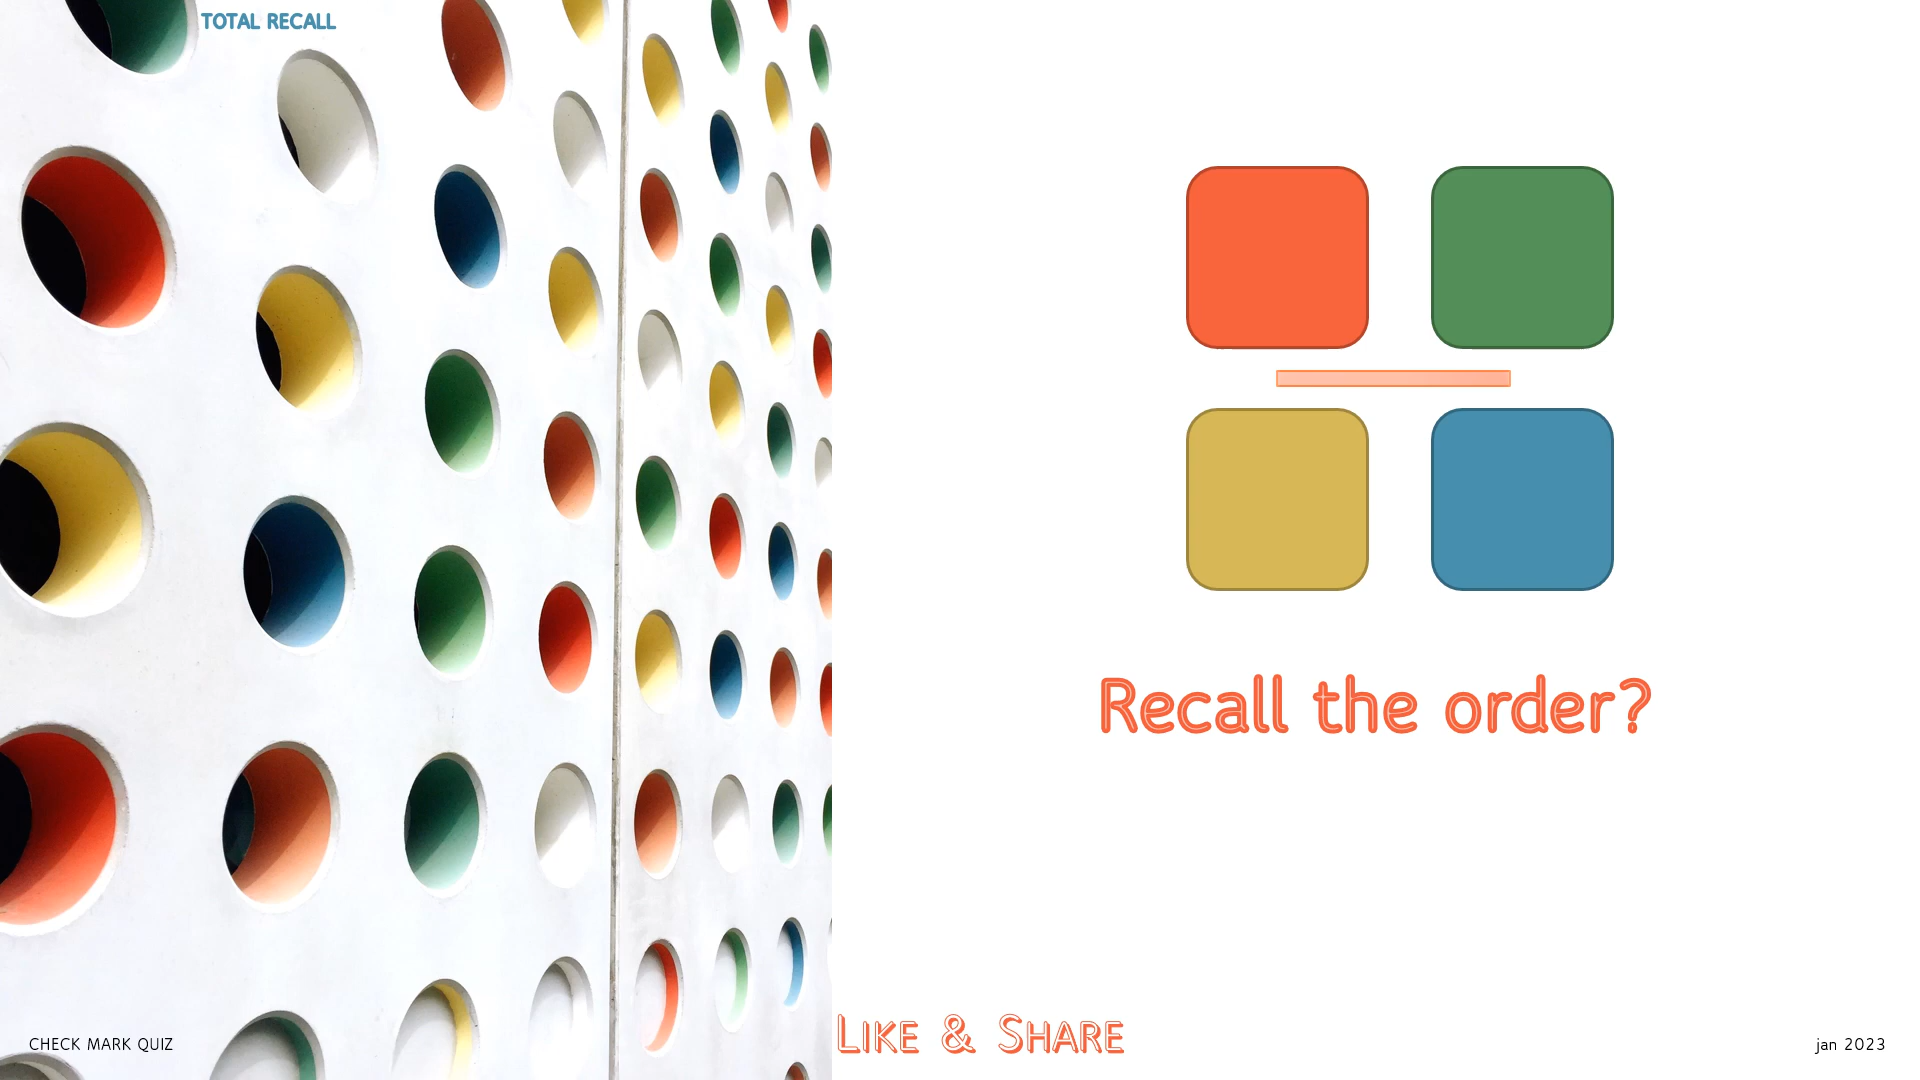 TOTAL RECALL
Recall the order?
LIKE & SHARE
CHECK MARK QUIZ
jan 2023